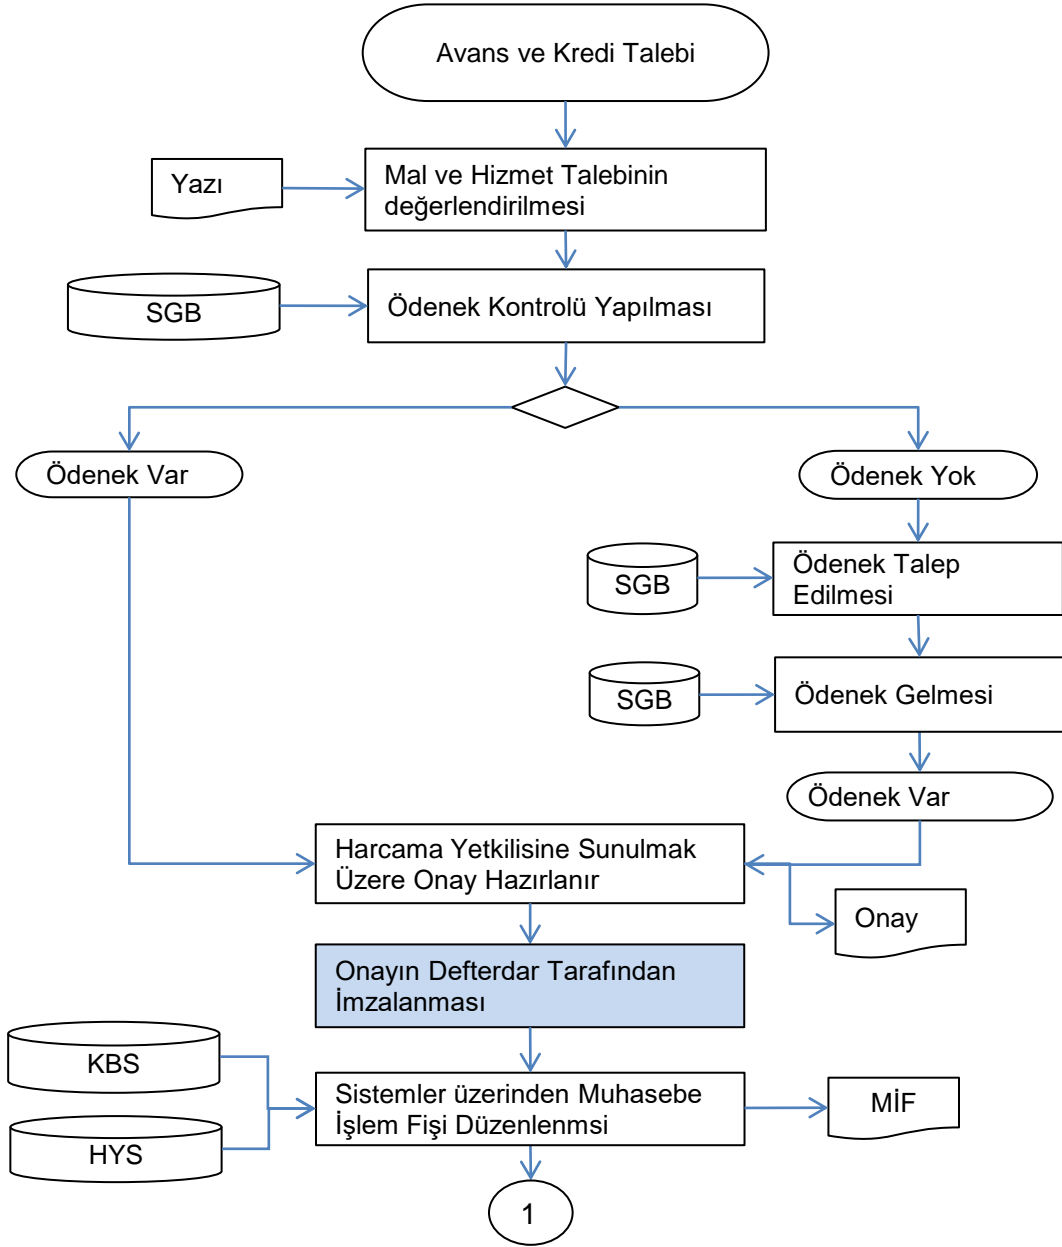 Avans ve Kredi Talebi
Yazı
Mal ve Hizmet Talebinin
değerlendirilmesi
SGB
Ödenek Kontrolü Yapılması
Ödenek Var
Ödenek Yok
SGB
Ödenek Talep
Edilmesi
SGB
Ödenek Gelmesi
Ödenek Var
Harcama Yetkilisine Sunulmak
Üzere Onay Hazırlanır
Onay
Onayın Defterdar Tarafından
İmzalanması
KBS
HYS
Sistemler üzerinden Muhasebe
İşlem Fişi Düzenlenmsi
MİF
1